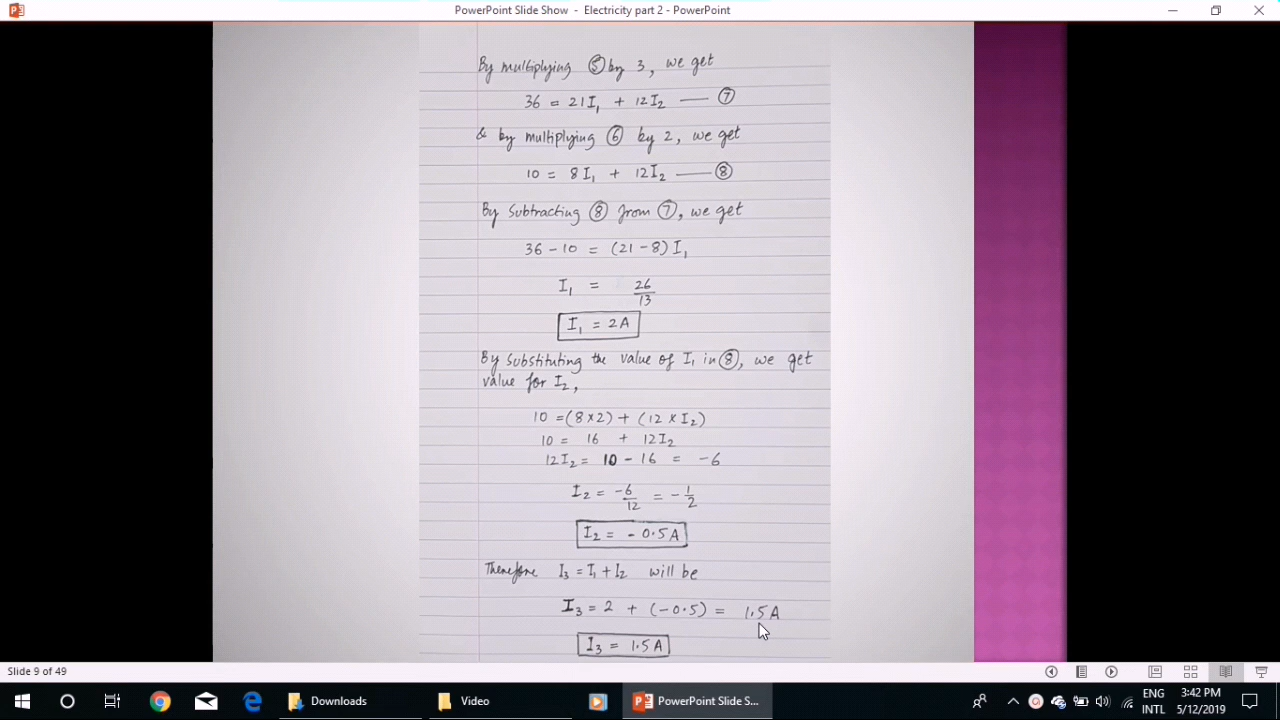 PowerPoint Slide Show - Electricity part 2 - PowerPoint
By multiplying ⑤ by 3, we get
36 = 21I₁ + 12I₂ —— ⑦
& by multiplying ⑥ by 2, we get
10 = 8I₁ + 12I₂ —— ⑧
By Subtracting ⑧ from ⑦, we get
36 - 10 = (21 - 8) I₁
I₁ = 26/13
I₁ = 2A
By Substituting the value of I₁ in ⑧, we get
value for I₂,
10 = (8×2) + (12 × I₂)
10 = 16 + 12I₂
12I₂ = 10 - 16 = -6
I₂ = -6/12 = -1/2
I₂ = - 0.5A
Therefore I₃ = I₁ + I₂ will be
I₃ = 2 + (-0.5) = 1.5A
I₃ = 1.5A
Slide 9 of 49
Downloads
Video
PowerPoint Slide S...
ENG
INTL
3:42 PM
5/12/2019